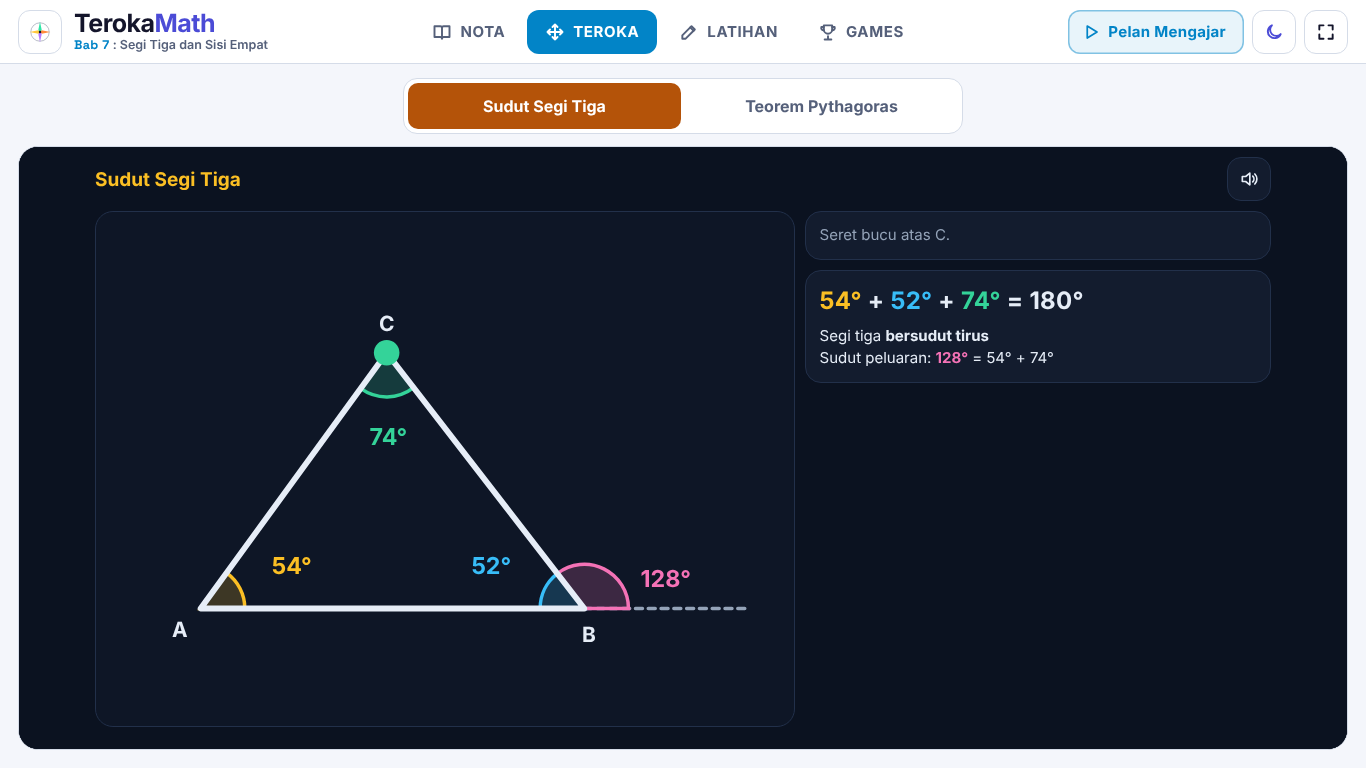 TerokaMath
Bab 7 : Segi Tiga dan Sisi Empat
NOTA
TEROKA
LATIHAN
GAMES
Pelan Mengajar
Sudut Segi Tiga
Teorem Pythagoras
Sudut Segi Tiga
Seret bucu atas C.
54° + 52° + 74° = 180°
Segi tiga bersudut tirus
Sudut peluaran: 128° = 54° + 74°
C
74°
54°
52°
128°
A
B